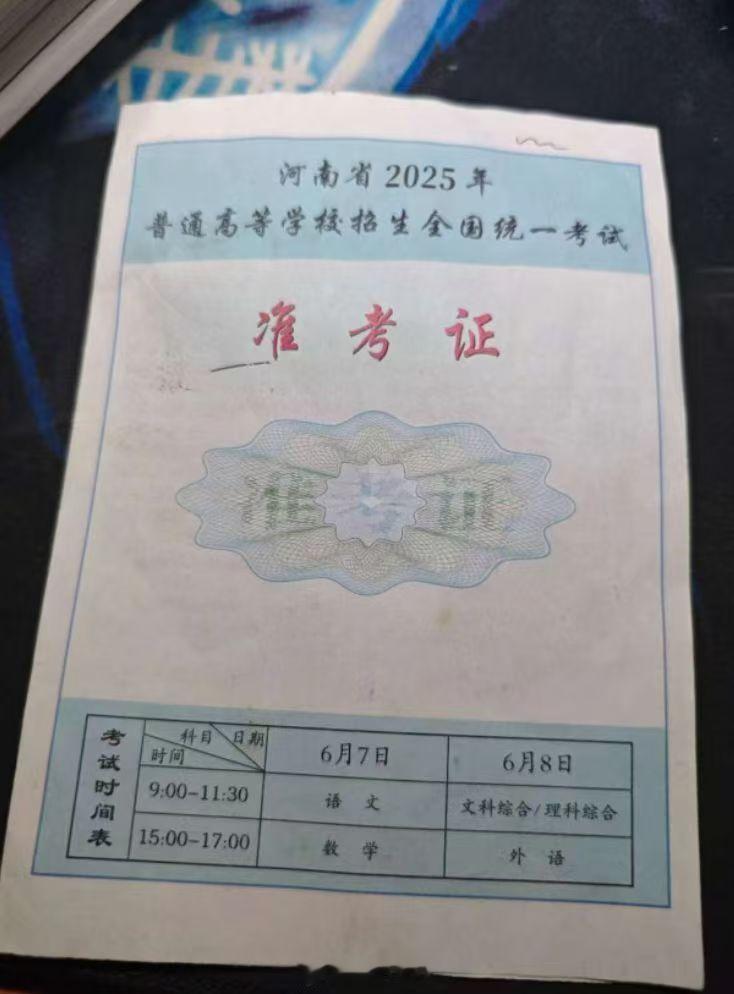 河南省2025年
普通高等学校招生全国统一考试
准考证
准考证
考试时间表
科目 日期
时间
6月7日 6月8日
9:00-11:30 语文 文科综合/理科综合
15:00-17:00 数学 外语